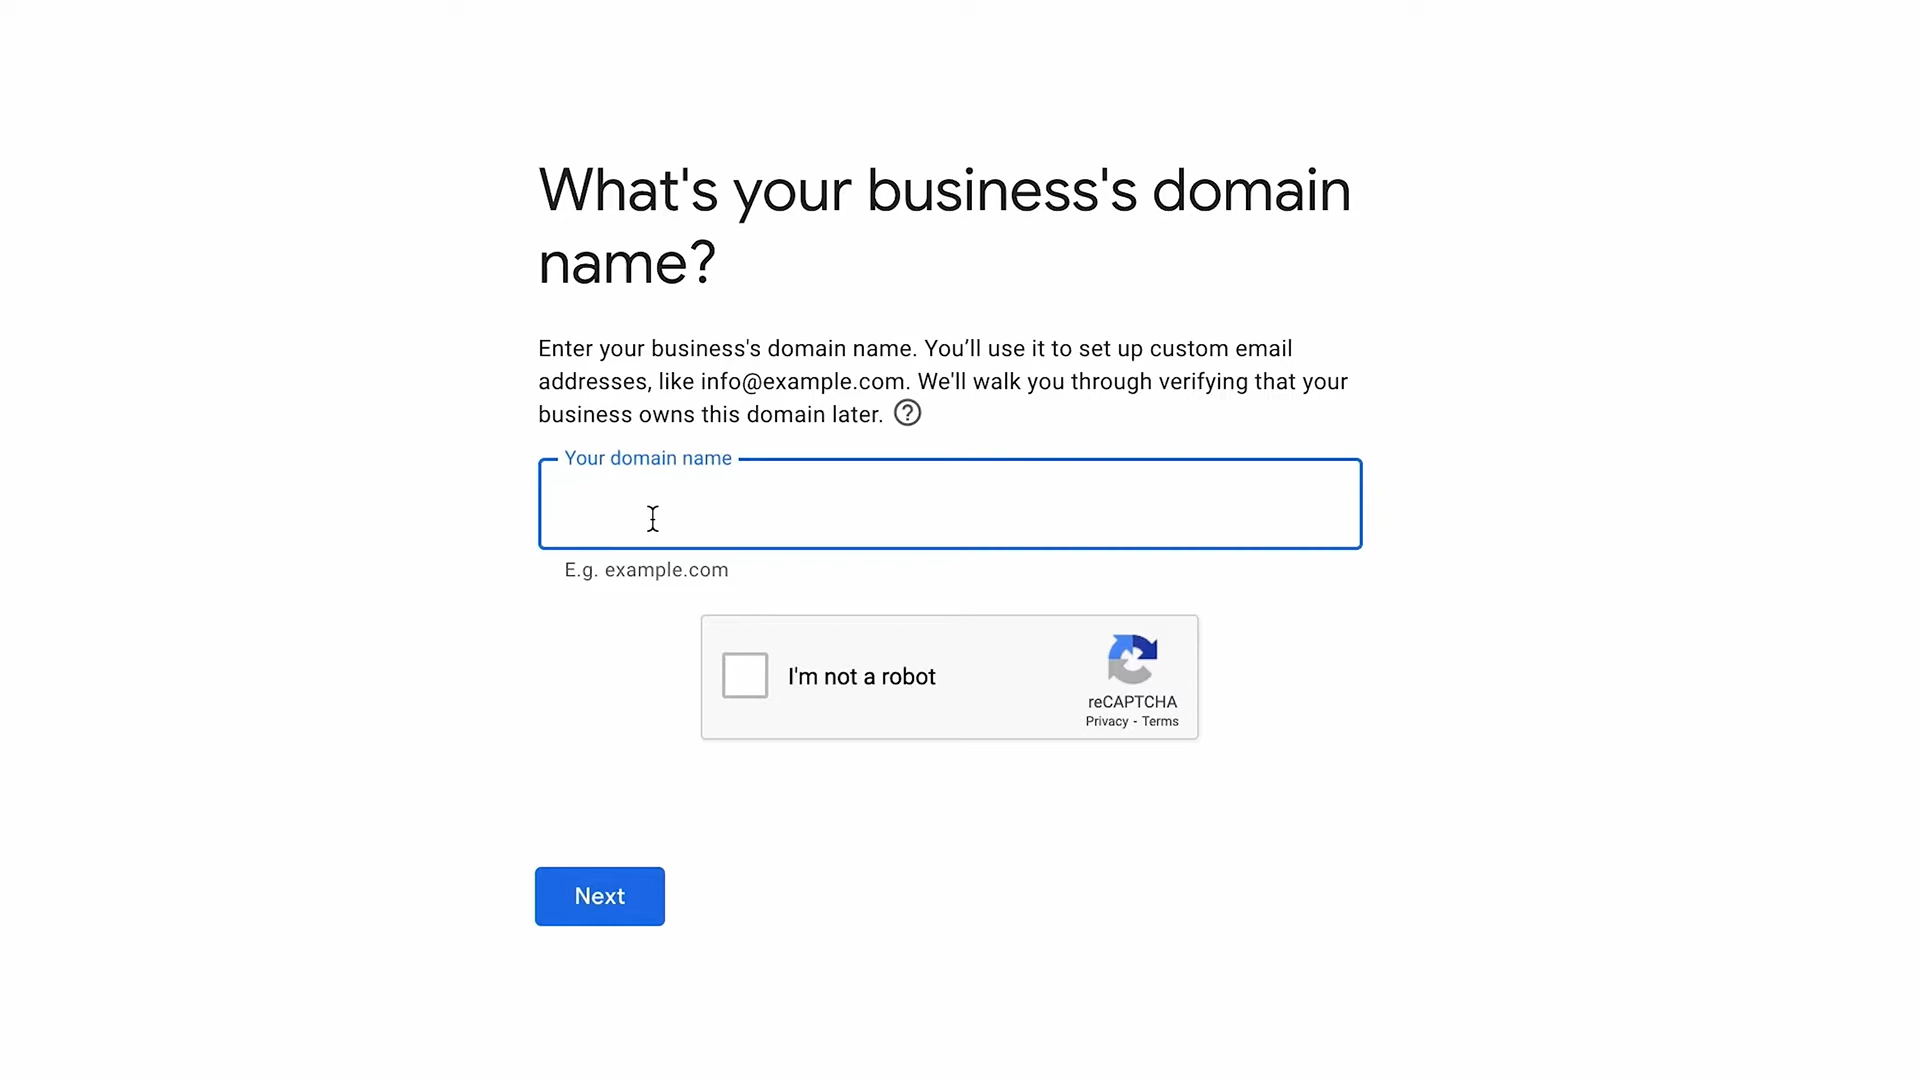 What's your business's domain
name?
Enter your business's domain name. You’ll use it to set up custom email
addresses, like info@example.com. We'll walk you through verifying that your
business owns this domain later. ?
Your domain name
E.g. example.com
I'm not a robot
reCAPTCHA
Privacy - Terms
Next